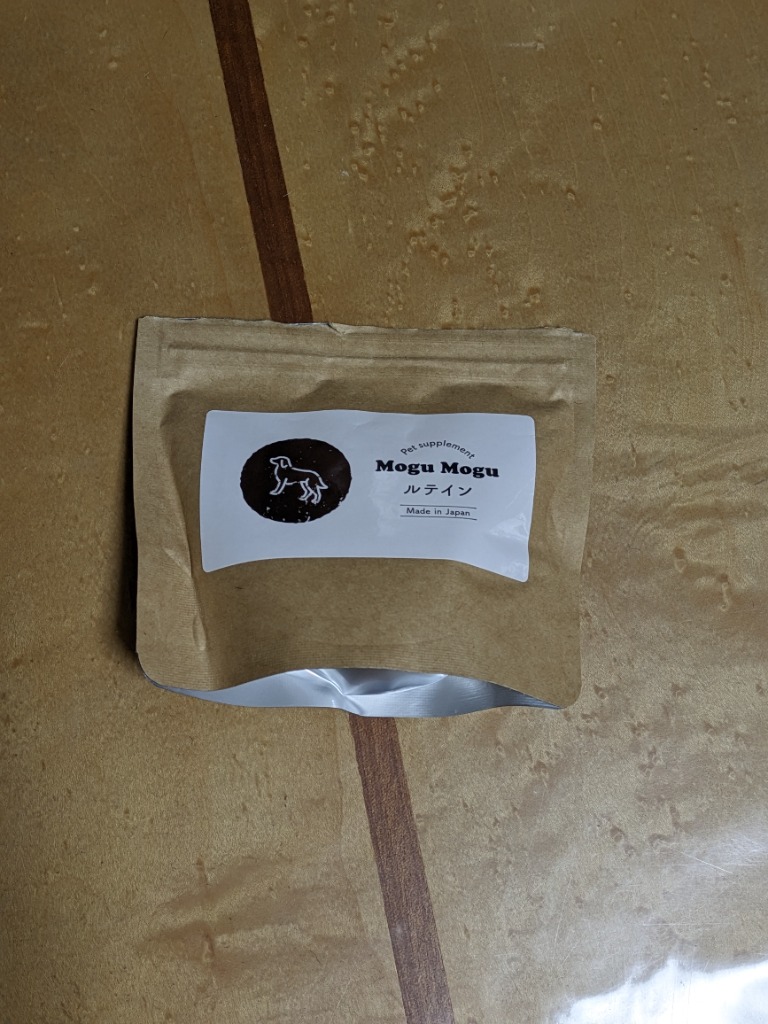 Pet supplement
Mogu Mogu
ルテイン
Made in Japan